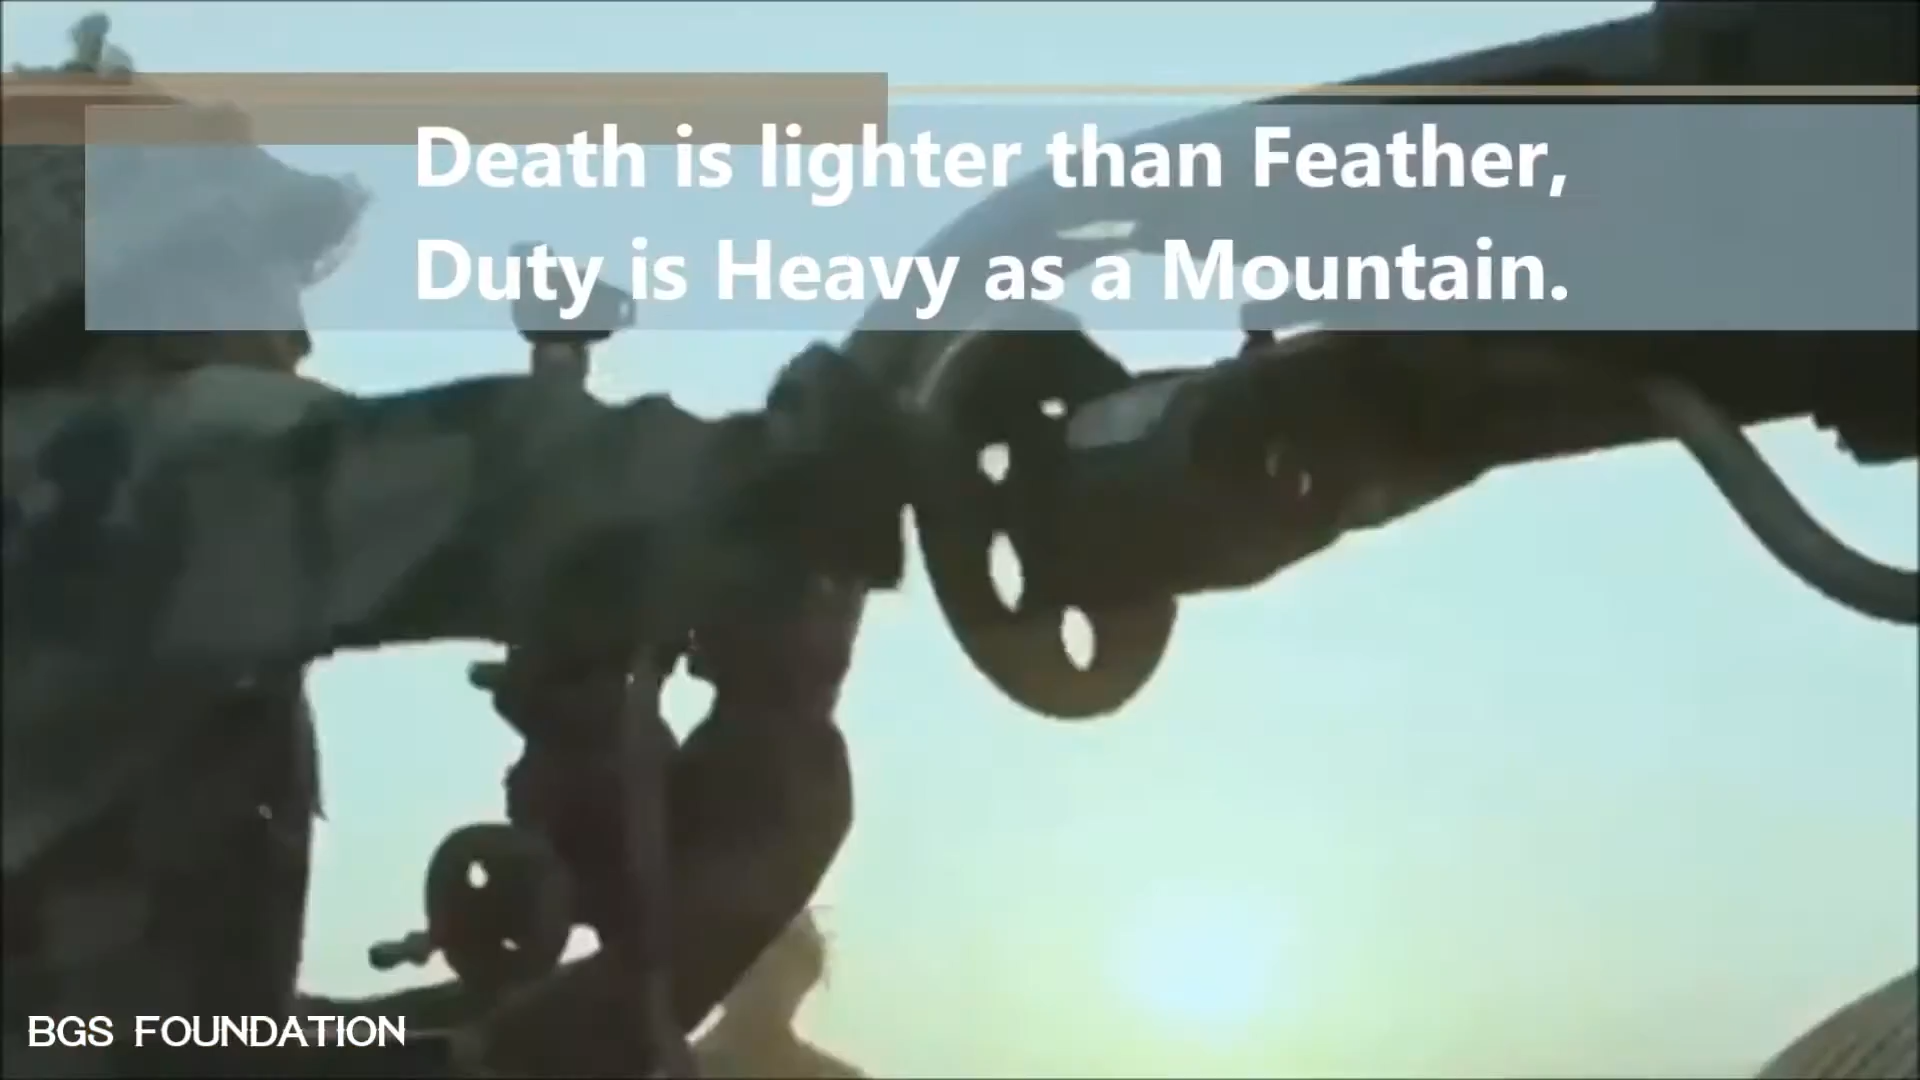 Death is lighter than Feather,
Duty is Heavy as a Mountain.
BGS FOUNDATION